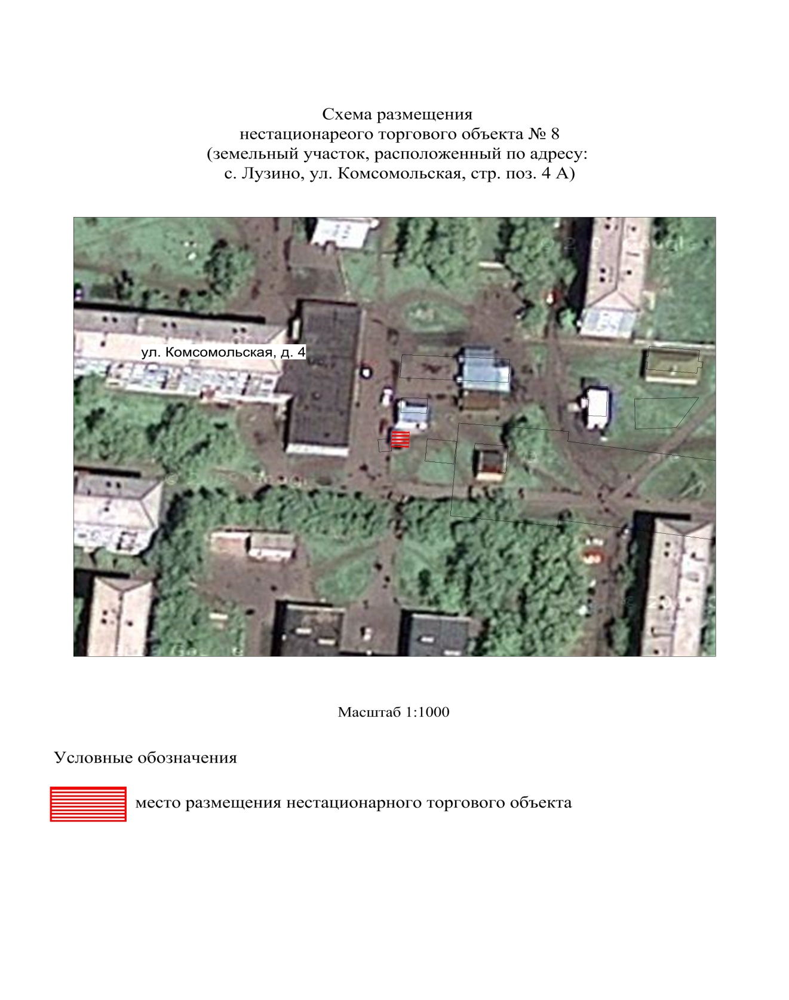 Схема размещения
нестационареого торгового объекта № 8
(земельный участок, расположенный по адресу:
с. Лузино, ул. Комсомольская, стр. поз. 4 А)
ул. Комсомольская, д. 4
Масштаб 1:1000
Условные обозначения
место размещения нестационарного торгового объекта